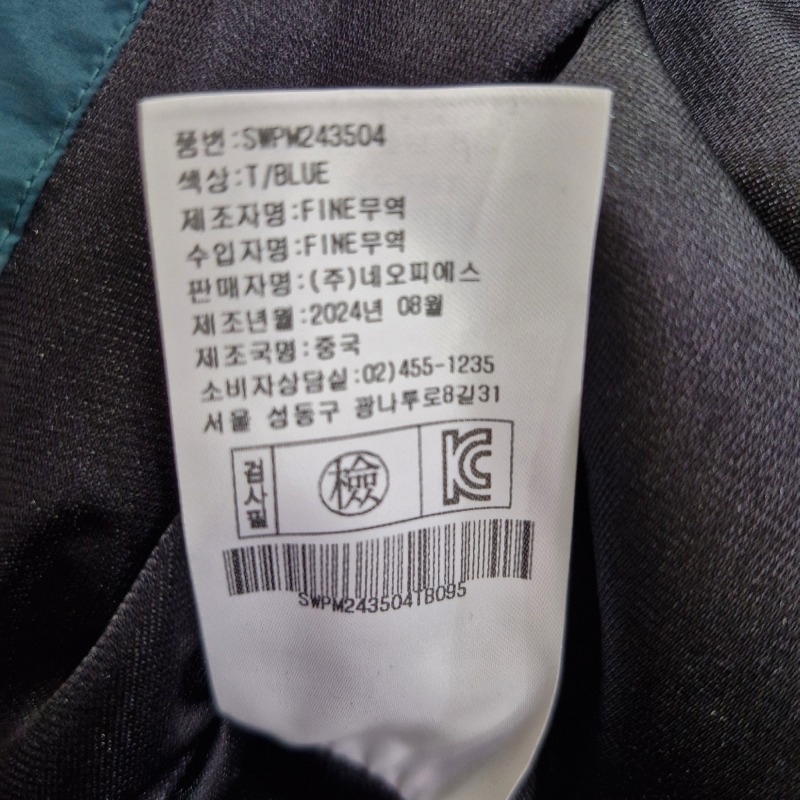 품번:SWPM243504
색상:T/BLUE
제조자명:FINE무역
수입자명:FINE무역
판매자명:(주)네오피에스
제조년월:2024년 08월
제조국명:중국
소비자상담실:02)455-1235
서울 성동구 광나루로8길31
검사필
檢
KC
SWPM243504TB095